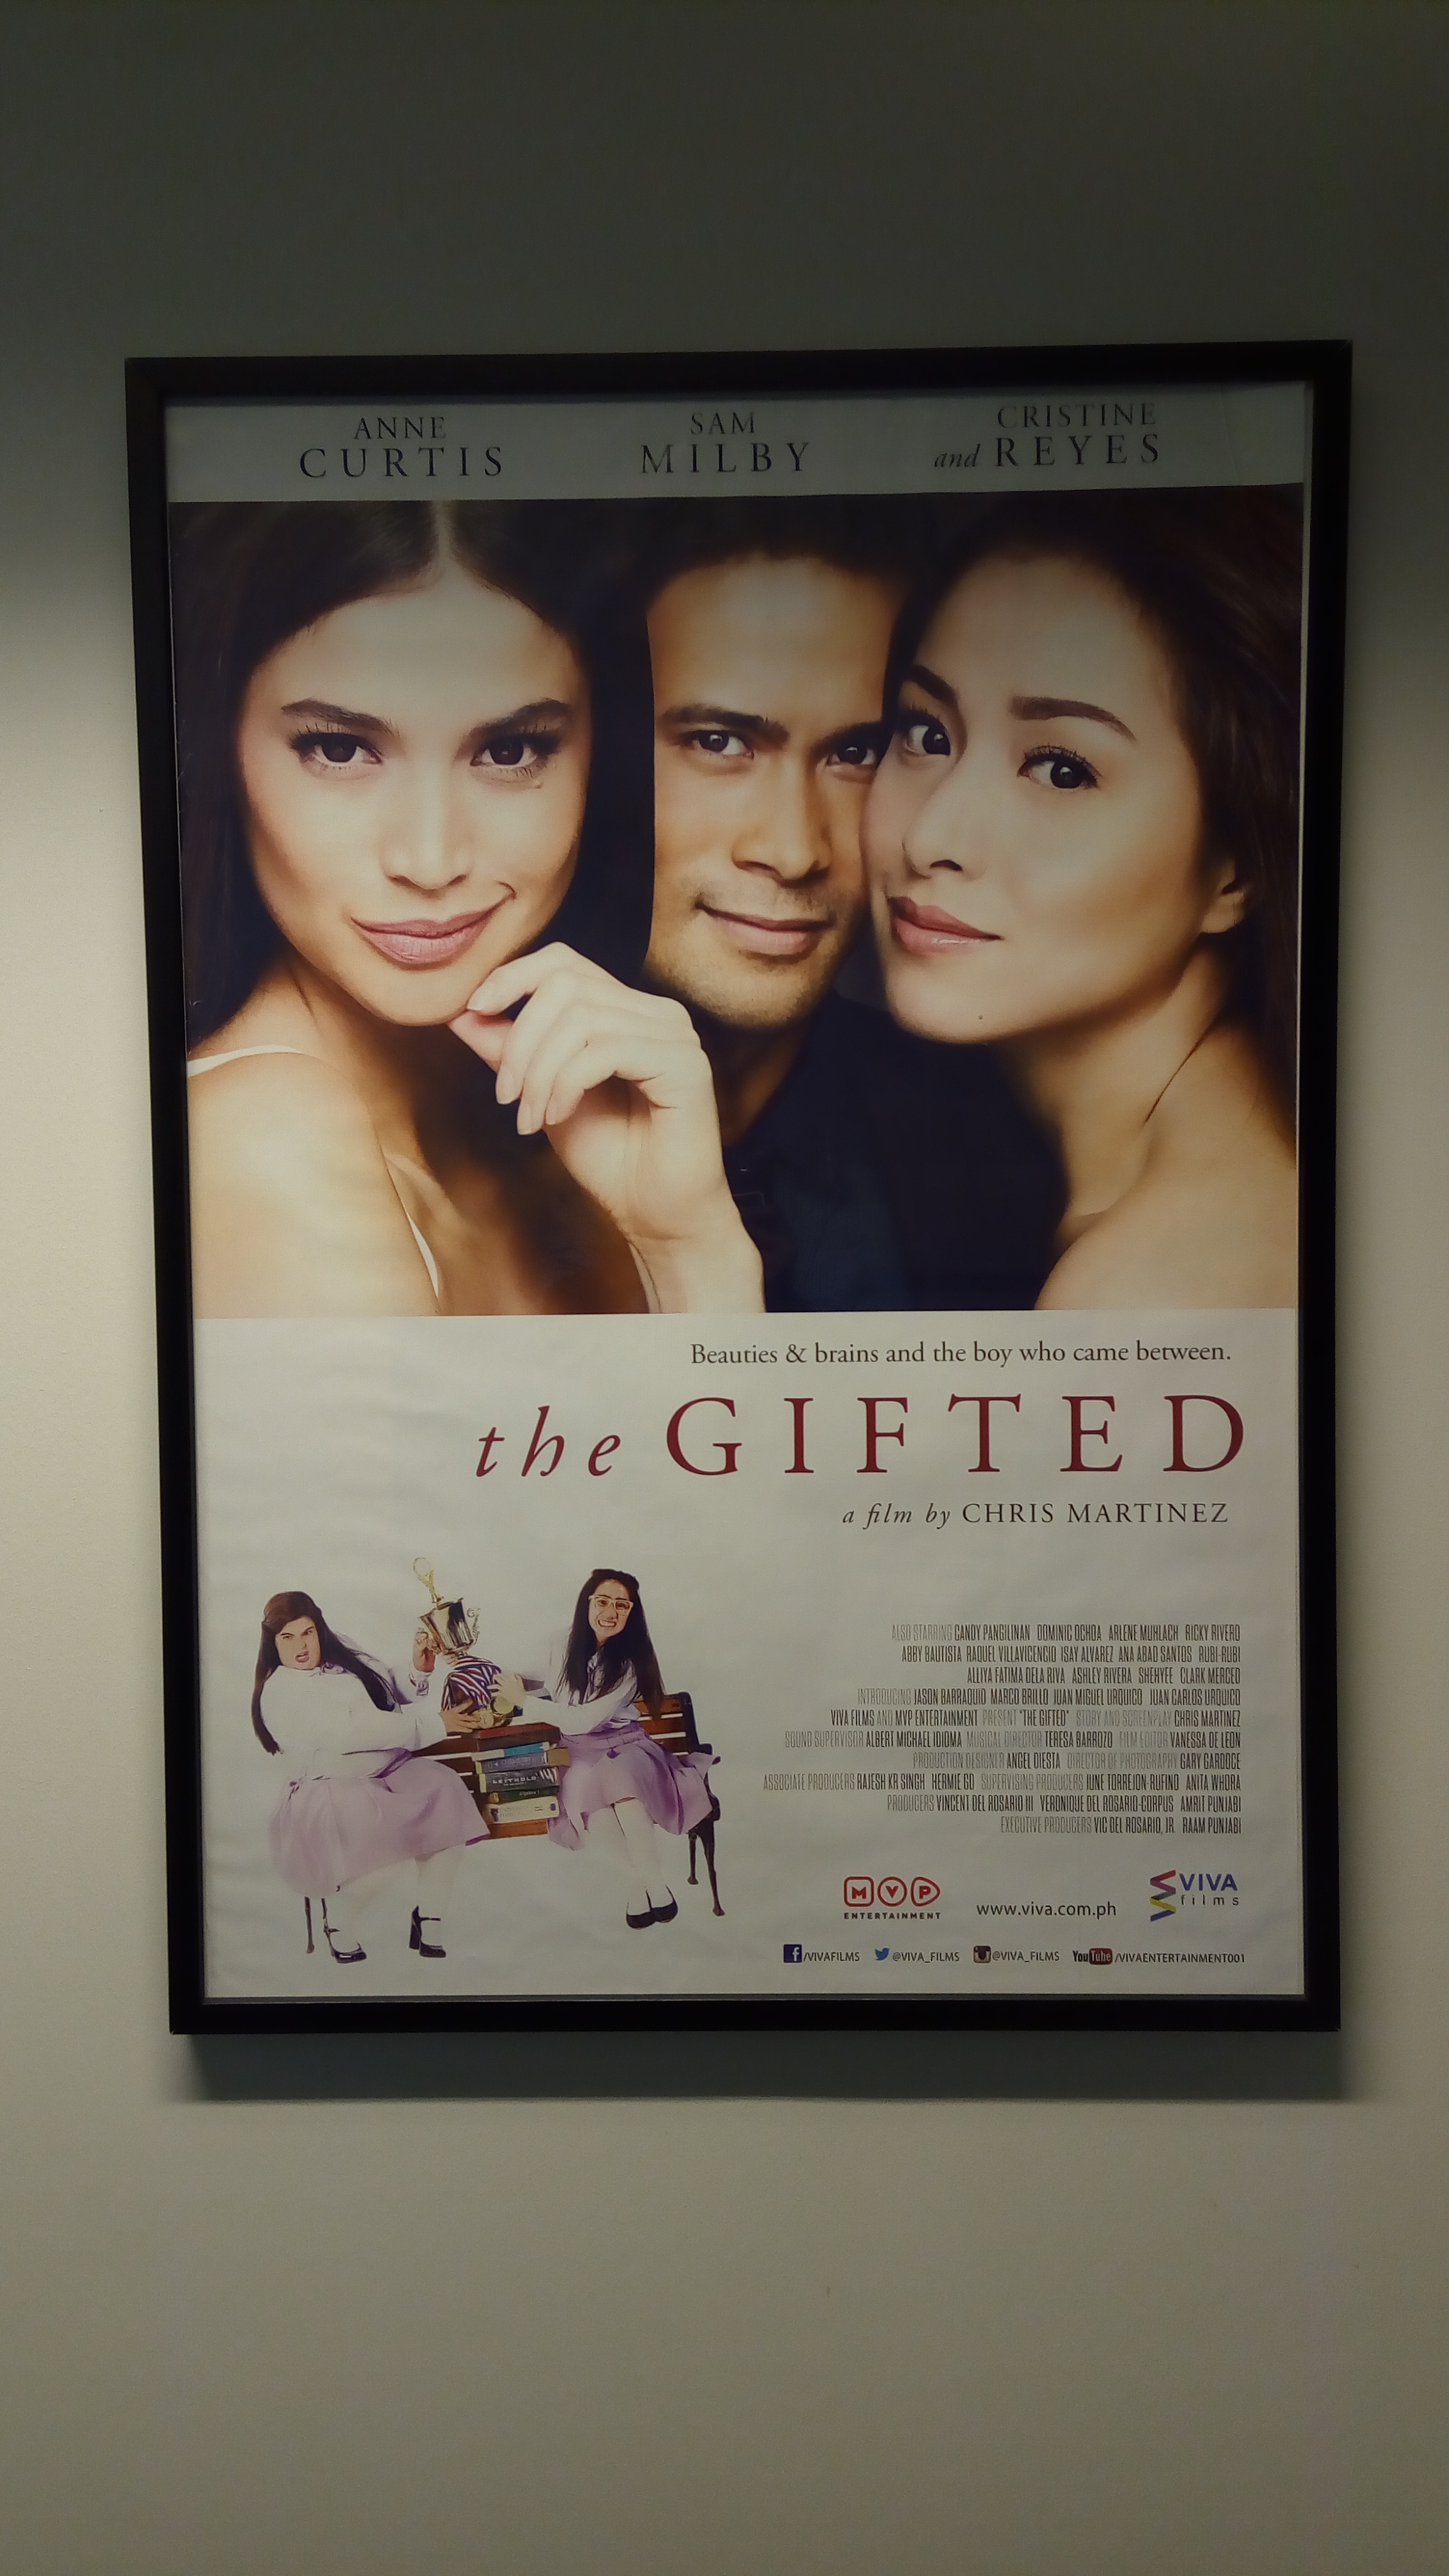 ANNE
CURTIS
SAM
MILBY
CRISTINE
and REYES
Beauties & brains and the boy who came between.
the GIFTED
a film by CHRIS MARTINEZ
ALSO STARRING CANDY PANGILINAN DOMINIC OCHOA ARLENE MUHLACH RICKY RIVERO
ABBY BAUTISTA RAQUEL VILLAVICENCIO ISAY ALVAREZ ANA ABAD SANTOS RUBI-RUBI
ALLIYA FATIMA DELA RIVA ASHLEY RIVERA SHEHYEE CLARK MERCED
INTRODUCING JASON BARRAQUIO MARCO BRILLO JUAN MIGUEL URQUICO JUAN CARLOS URQUICO
VIVA FILMS AND MVP ENTERTAINMENT PRESENT "THE GIFTED" STORY AND SCREENPLAY CHRIS MARTINEZ
SOUND SUPERVISOR ALBERT MICHAEL IDIOMA MUSICAL DIRECTOR TERESA BARROZO FILM EDITOR VANESSA DE LEON
PRODUCTION DESIGNER ANGEL DIESTA DIRECTOR OF PHOTOGRAPHY GARY GARDOCE
ASSOCIATE PRODUCERS RAJESH KR SINGH HERMIE GO SUPERVISING PRODUCERS JUNE TORREJON-RUFINO ANITA WHORA
PRODUCERS VINCENT DEL ROSARIO III VERONIQUE DEL ROSARIO-CORPUS AMRIT PUNJABI
EXECUTIVE PRODUCERS VIC DEL ROSARIO, JR. RAAM PUNJABI
LEITHOLD
MVP
ENTERTAINMENT
www.viva.com.ph
VIVA
films
/VIVAFILMS @VIVA_FILMS @VIVA_FILMS YouTube /VIVAENTERTAINMENT001